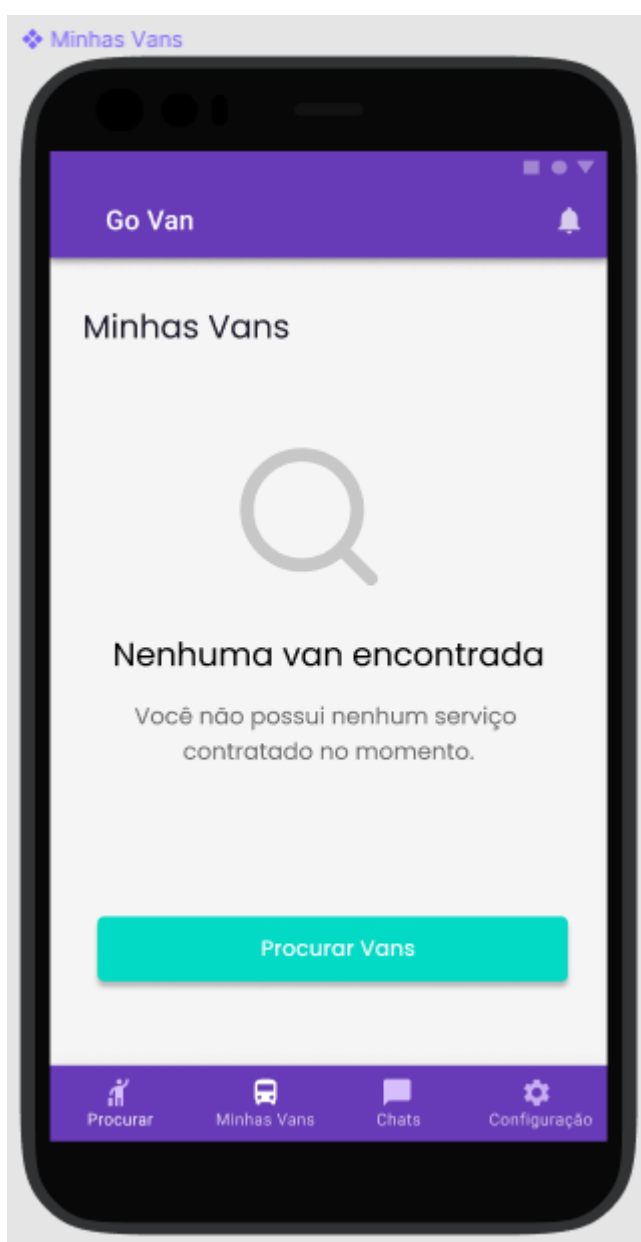 Minhas Vans
Go Van
Minhas Vans
Nenhuma van encontrada
Você não possui nenhum serviço
contratado no momento.
Procurar Vans
Procurar
Minhas Vans
Chats
Configuração